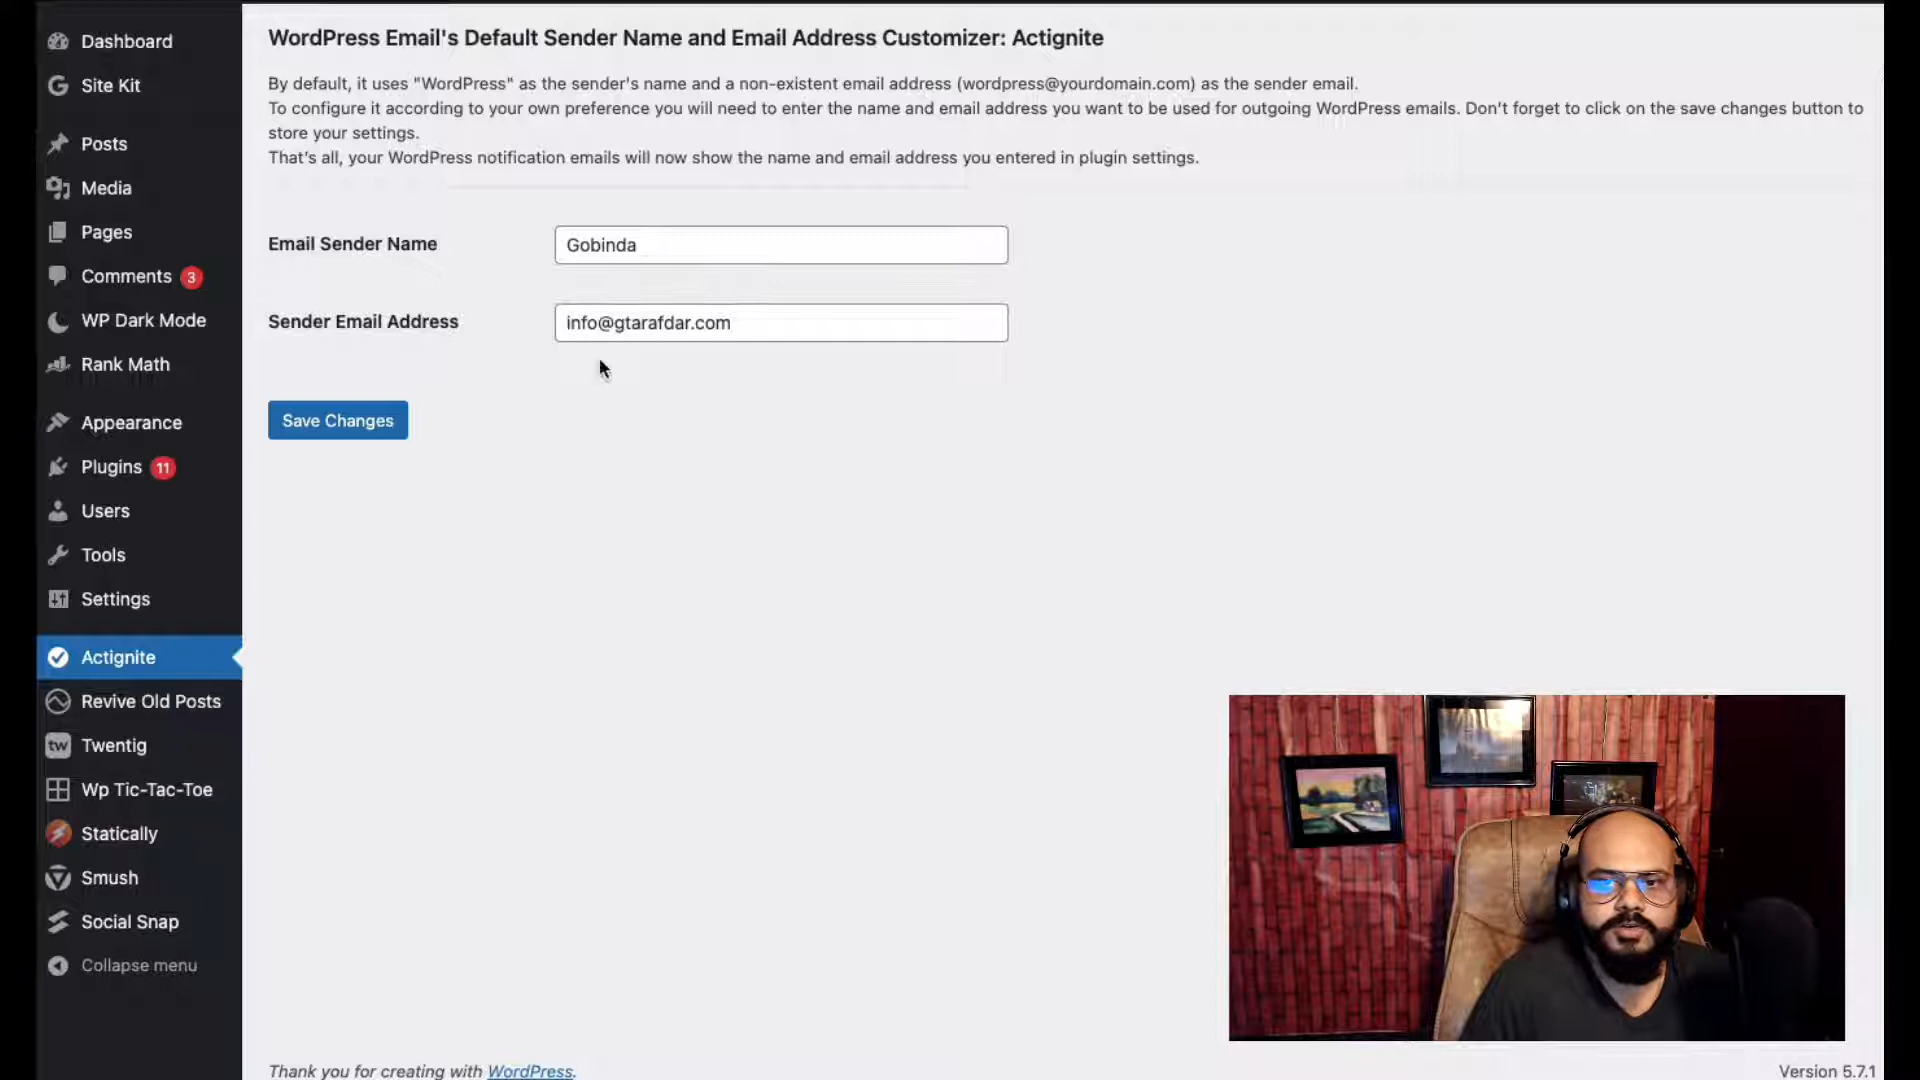 Dashboard
Site Kit
Posts
Media
Pages
Comments 3
WP Dark Mode
Rank Math
Appearance
Plugins 11
Users
Tools
Settings
Actignite
Revive Old Posts
tw Twentig
Wp Tic-Tac-Toe
Statically
Smush
Social Snap
Collapse menu
WordPress Email's Default Sender Name and Email Address Customizer: Actignite
By default, it uses "WordPress" as the sender's name and a non-existent email address (wordpress@yourdomain.com) as the sender email.
To configure it according to your own preference you will need to enter the name and email address you want to be used for outgoing WordPress emails. Don't forget to click on the save changes button to
store your settings.
That's all, your WordPress notification emails will now show the name and email address you entered in plugin settings.
Email Sender Name
Gobinda
Sender Email Address
info@gtarafdar.com
Save Changes
Thank you for creating with WordPress.
Version 5.7.1